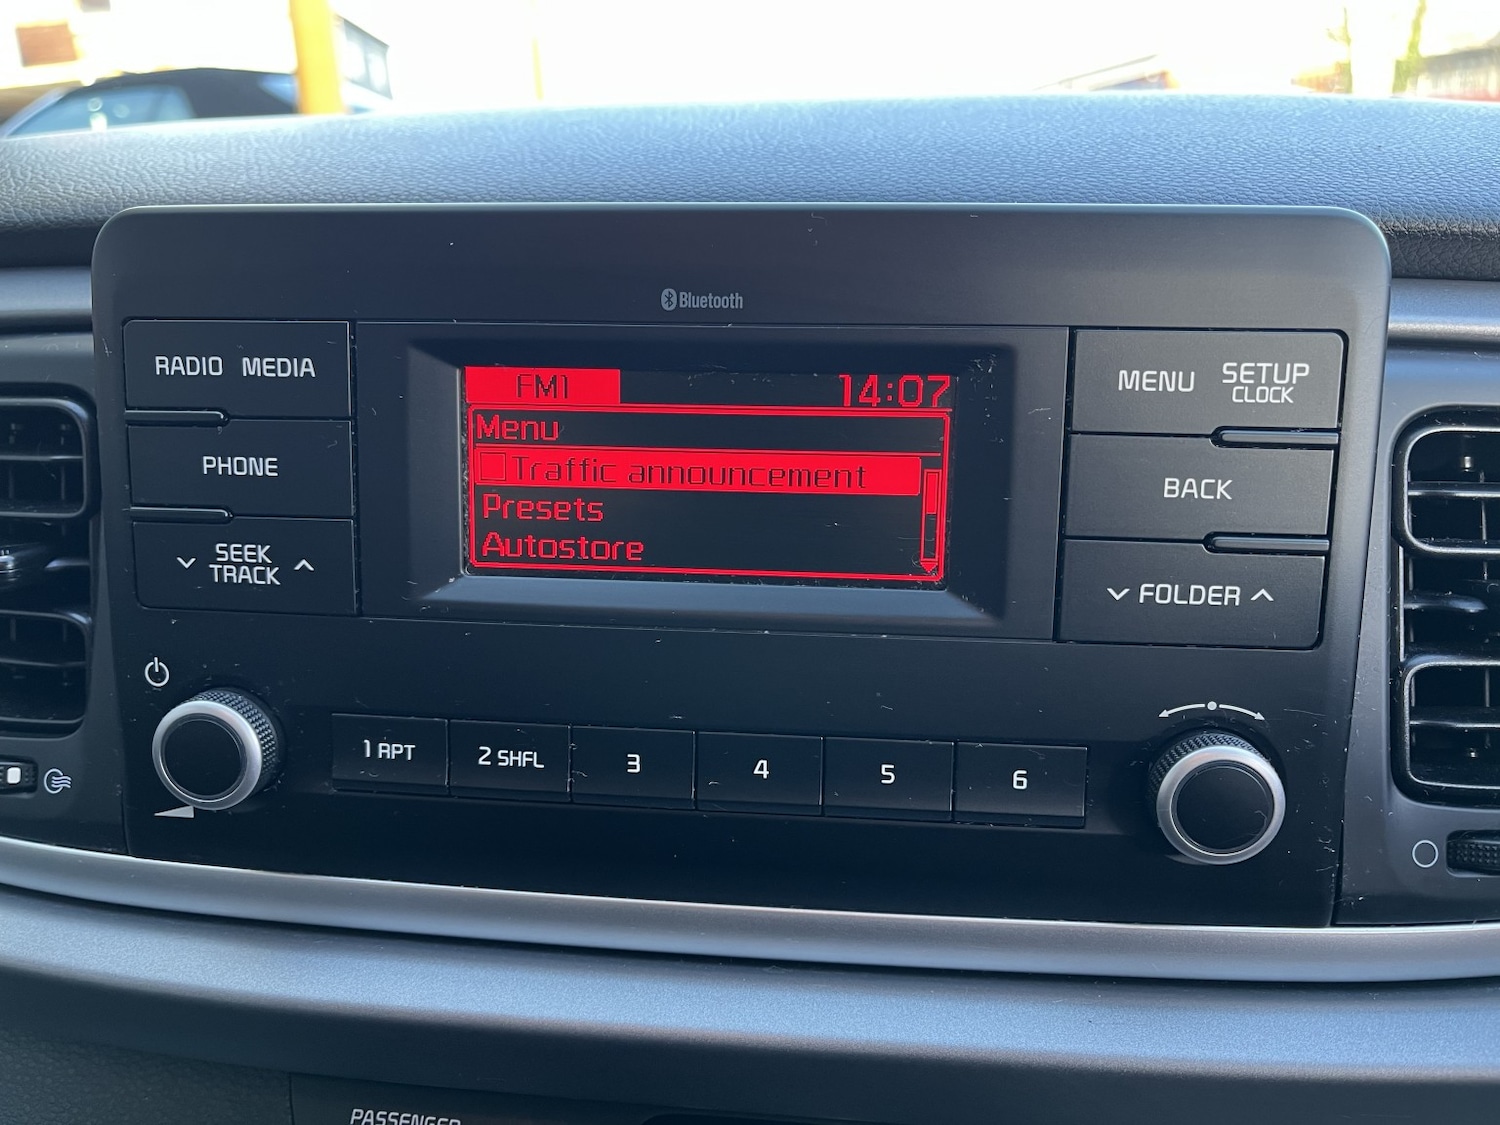 Bluetooth
RADIO MEDIA
PHONE
SEEK
TRACK
FM1 14:07
Menu
Traffic announcement
Presets
Autostore
MENU SETUP
CLOCK
BACK
FOLDER
1 RPT 2 SHFL 3 4 5 6
PASSENGER